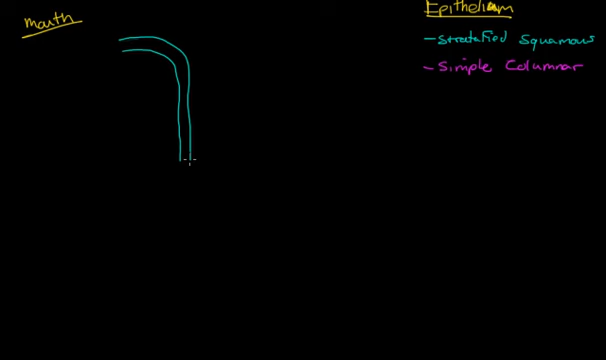 mouth
Epithelium
- Stratified Squamous
- Simple Columnar